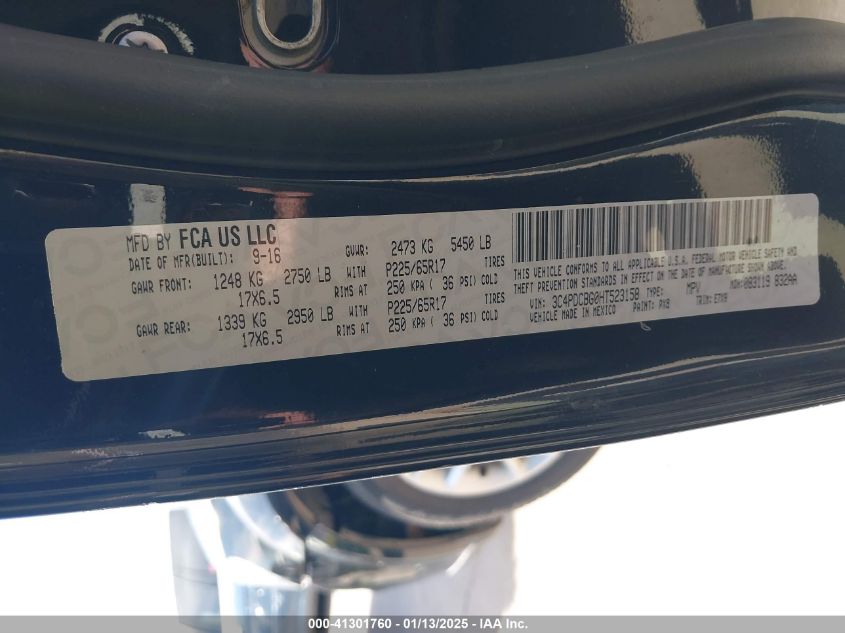 MFD BY FCA US LLC
DATE OF MFR(BUILT): 9-16 GVWR: 2473 KG 5450 LB
GAWR FRONT: 1248 KG 2750 LB WITH P225/65R17 TIRES
17X6.5 RIMS AT 250 KPA ( 36 PSI) COLD
GAWR REAR: 1339 KG 2950 LB WITH P225/65R17 TIRES
17X6.5 RIMS AT 250 KPA ( 36 PSI) COLD
THIS VEHICLE CONFORMS TO ALL APPLICABLE U.S.A. FEDERAL MOTOR VEHICLE SAFETY AND
THEFT PREVENTION STANDARDS IN EFFECT ON THE DATE OF MANUFACTURE SHOWN ABOVE.
VIN: 3C4PDCBG0HT523158 TYPE: MPV MDH: 083119 832AA
VEHICLE MADE IN MEXICO PAINT: PX8 TRIM:
000-41301760 - 01/13/2025 - IAA Inc.